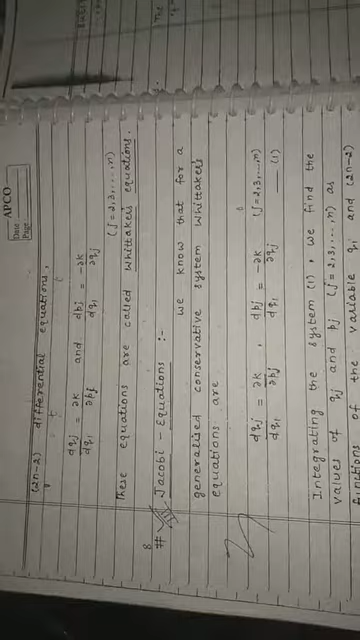 APCO
Date
Page
(2n-2) differential equations,
dqj/dq1 = ∂K/∂pj and dpj/dq1 = -∂K/∂qj (j=2,3,...,n)
These equations are called Whittaker's equations.
8
# Jacobi - Equations :-
we know that for a
generalised conservative system Whittaker's
equations are
dqj/dq1 = ∂K/∂pj , dpj/dq1 = -∂K/∂qj (j=2,3,...,n) — (1)
Integrating the system (1), we find the
values of qj and pj (j=2,3,...,n) as
functions of the variable q1 and (2n-2)